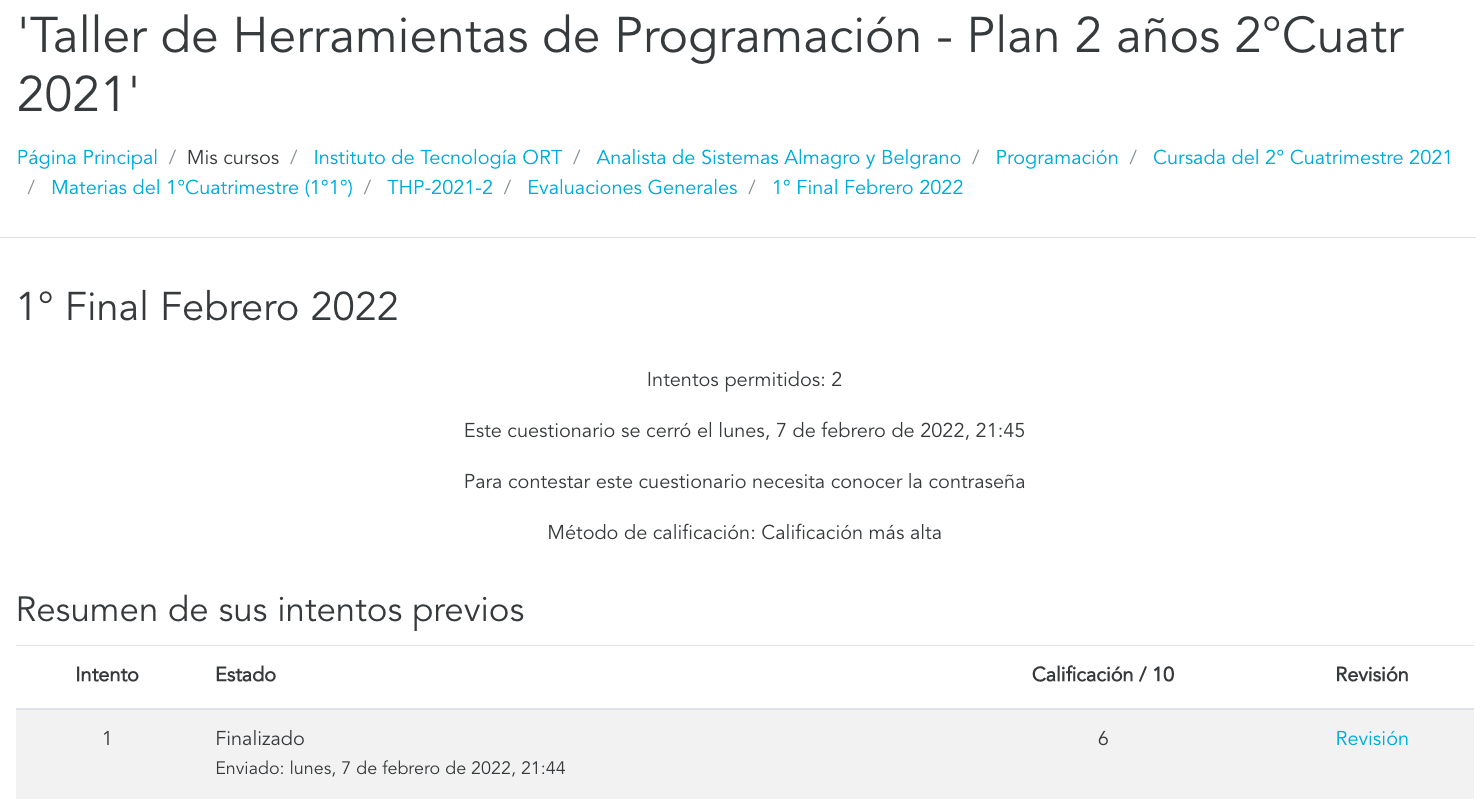 'Taller de Herramientas de Programación - Plan 2 años 2°Cuatr
2021'
Página Principal / Mis cursos / Instituto de Tecnología ORT / Analista de Sistemas Almagro y Belgrano / Programación / Cursada del 2° Cuatrimestre 2021
/ Materias del 1°Cuatrimestre (1°1°) / THP-2021-2 / Evaluaciones Generales / 1° Final Febrero 2022
1° Final Febrero 2022
Intentos permitidos: 2
Este cuestionario se cerró el lunes, 7 de febrero de 2022, 21:45
Para contestar este cuestionario necesita conocer la contraseña
Método de calificación: Calificación más alta
Resumen de sus intentos previos
Intento Estado Calificación / 10 Revisión
1 Finalizado 6 Revisión
Enviado: lunes, 7 de febrero de 2022, 21:44